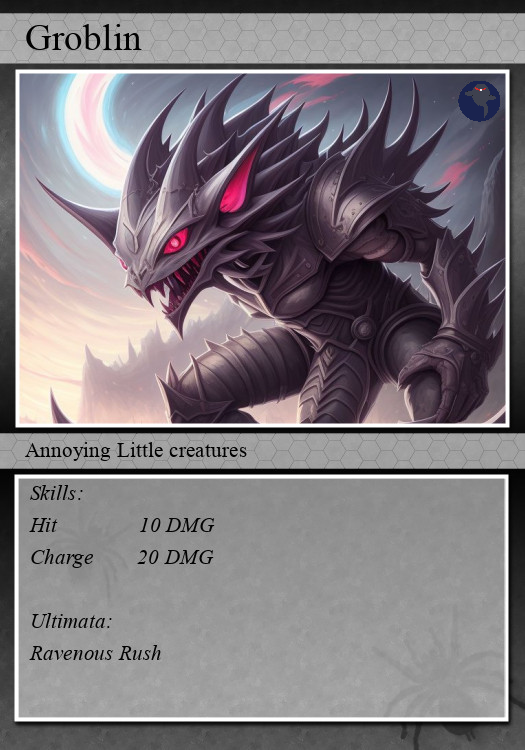 Groblin
Annoying Little creatures
Skills:
Hit 10 DMG
Charge 20 DMG
Ultimata:
Ravenous Rush